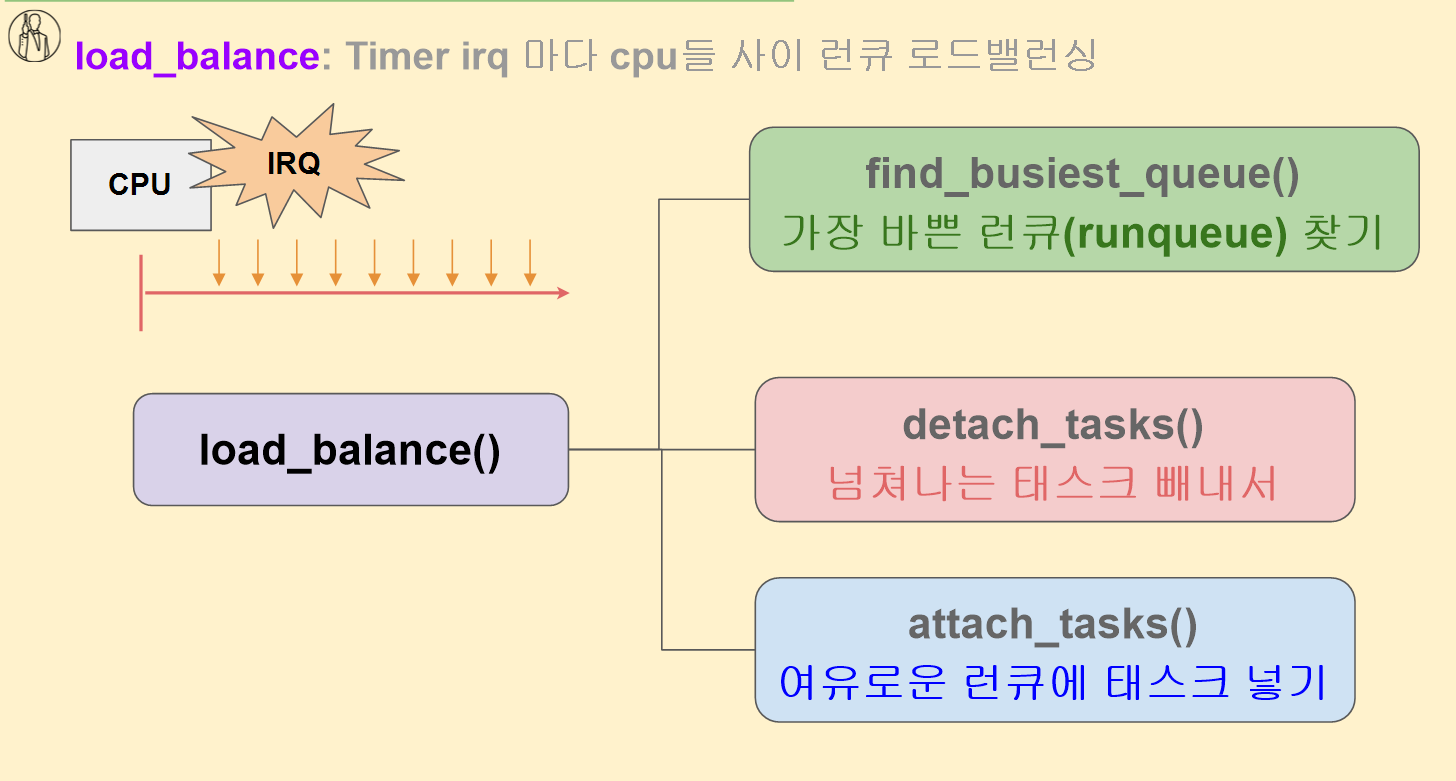 load_balance: Timer irq 마다 cpu들 사이 런큐 로드밸런싱
IRQ
CPU
find_busiest_queue()
가장 바쁜 런큐(runqueue) 찾기
load_balance()
detach_tasks()
넘쳐나는 태스크 빼내서
attach_tasks()
여유로운 런큐에 태스크 넣기